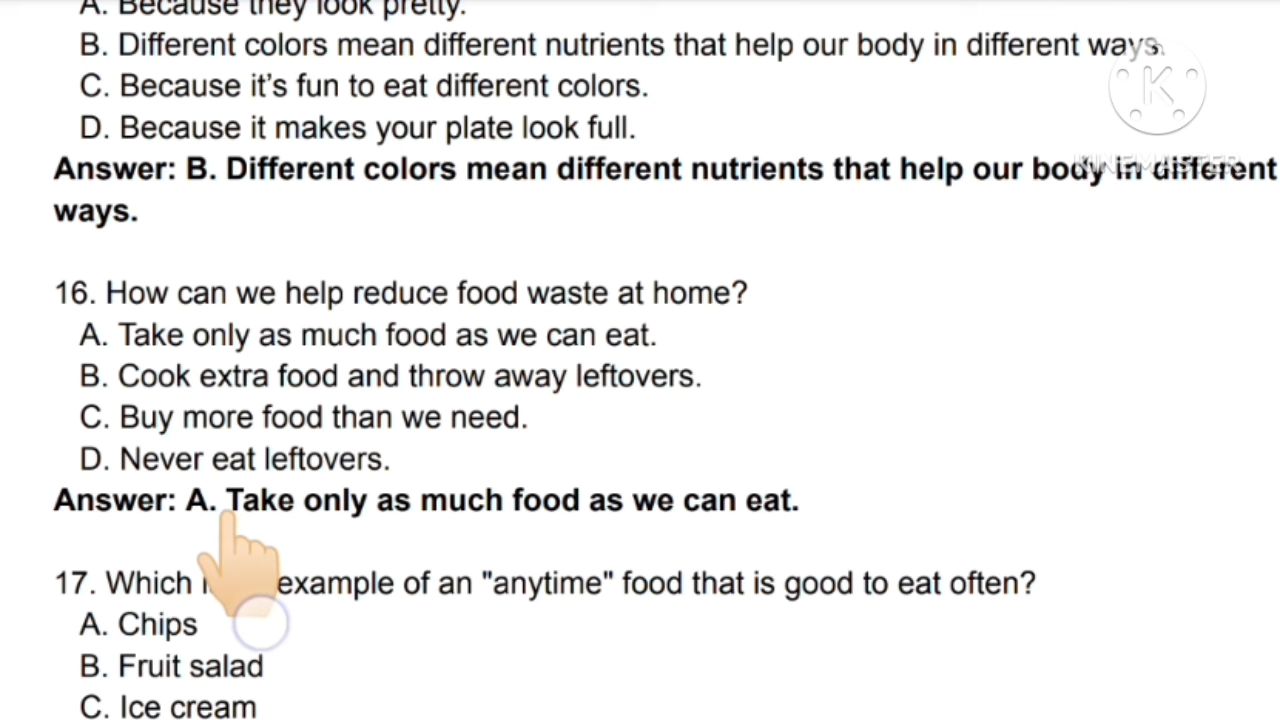 A. Because they look pretty.
B. Different colors mean different nutrients that help our body in different ways.
C. Because it’s fun to eat different colors.
D. Because it makes your plate look full.
Answer: B. Different colors mean different nutrients that help our body in different
ways.
KINEMASTER
16. How can we help reduce food waste at home?
A. Take only as much food as we can eat.
B. Cook extra food and throw away leftovers.
C. Buy more food than we need.
D. Never eat leftovers.
Answer: A. Take only as much food as we can eat.
17. Which example of an "anytime" food that is good to eat often?
A. Chips
B. Fruit salad
C. Ice cream